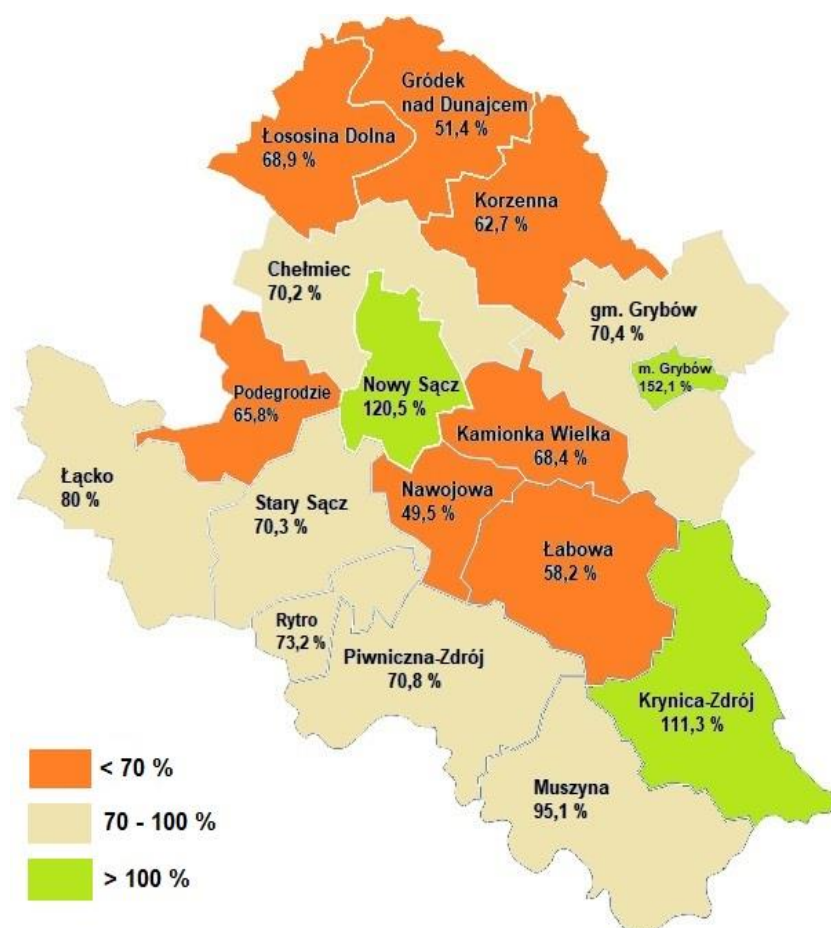 Gródek
nad Dunajcem
51,4 %
Łososina Dolna
68,9 %
Korzenna
62,7 %
Chełmiec
70,2 %
gm. Grybów
70,4 %
m. Grybów
152,1 %
Podegrodzie
65,8%
Nowy Sącz
120,5 %
Kamionka Wielka
68,4 %
Łącko
80 %
Stary Sącz
70,3 %
Nawojowa
49,5 %
Łabowa
58,2 %
Rytro
73,2 %
Piwniczna-Zdrój
70,8 %
Krynica-Zdrój
111,3 %
Muszyna
95,1 %
< 70 %
70 - 100 %
> 100 %